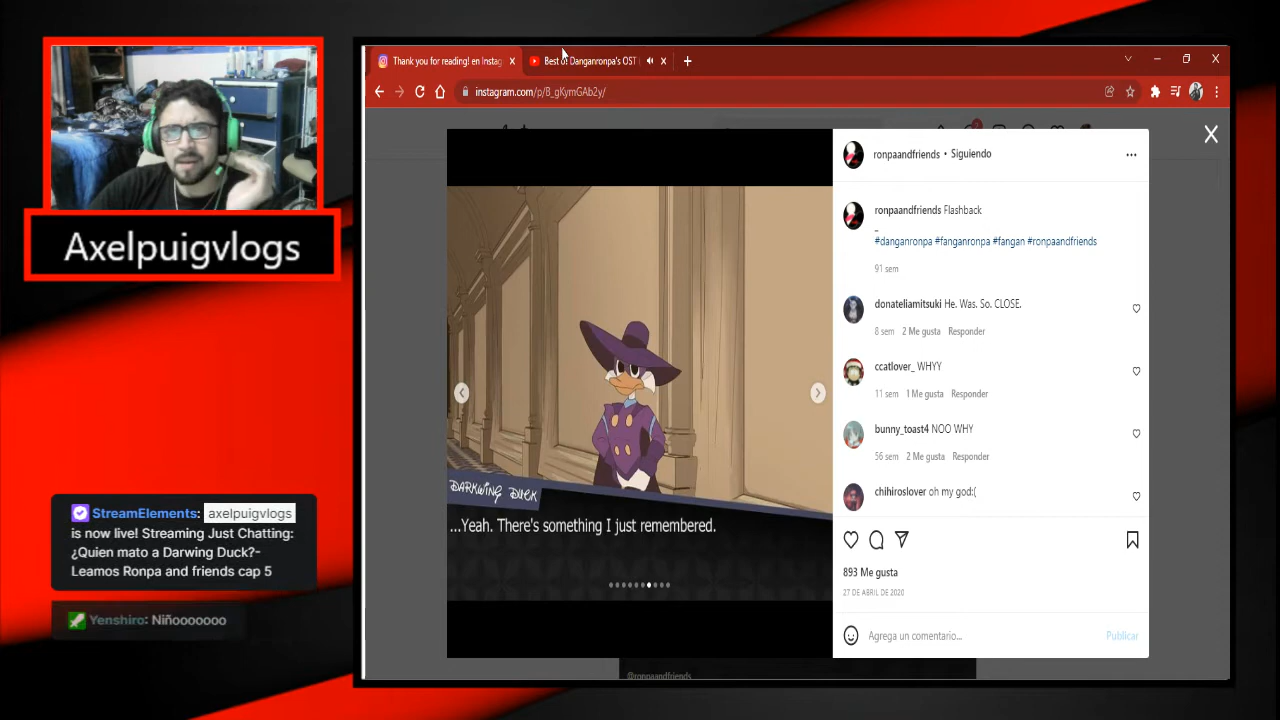 Thank you for reading! en Instag
Best of Danganronpa's OST
instagram.com/p/B_gKymGAb2y/
Axelpuigvlogs
ronpaandfriends • Siguiendo
ronpaandfriends Flashback
_
#danganronpa #fanganronpa #fangan #ronpaandfriends
91 sem
donateliamitsuki He. Was. So. CLOSE.
8 sem 2 Me gusta Responder
ccatlover_ WHYY
11 sem 1 Me gusta Responder
bunny_toast4 NOO WHY
56 sem 2 Me gusta Responder
chihiroslover oh my god:(
DARKWING DUCK
...Yeah. There's something I just remembered.
893 Me gusta
27 DE ABRIL DE 2020
Agrega un comentario...
Publicar
@ronpaandfriends
StreamElements: axelpuigvlogs
is now live! Streaming Just Chatting:
¿Quien mato a Darwing Duck?-
Leamos Ronpa and friends cap 5
Yenshiro: Niñooooooo